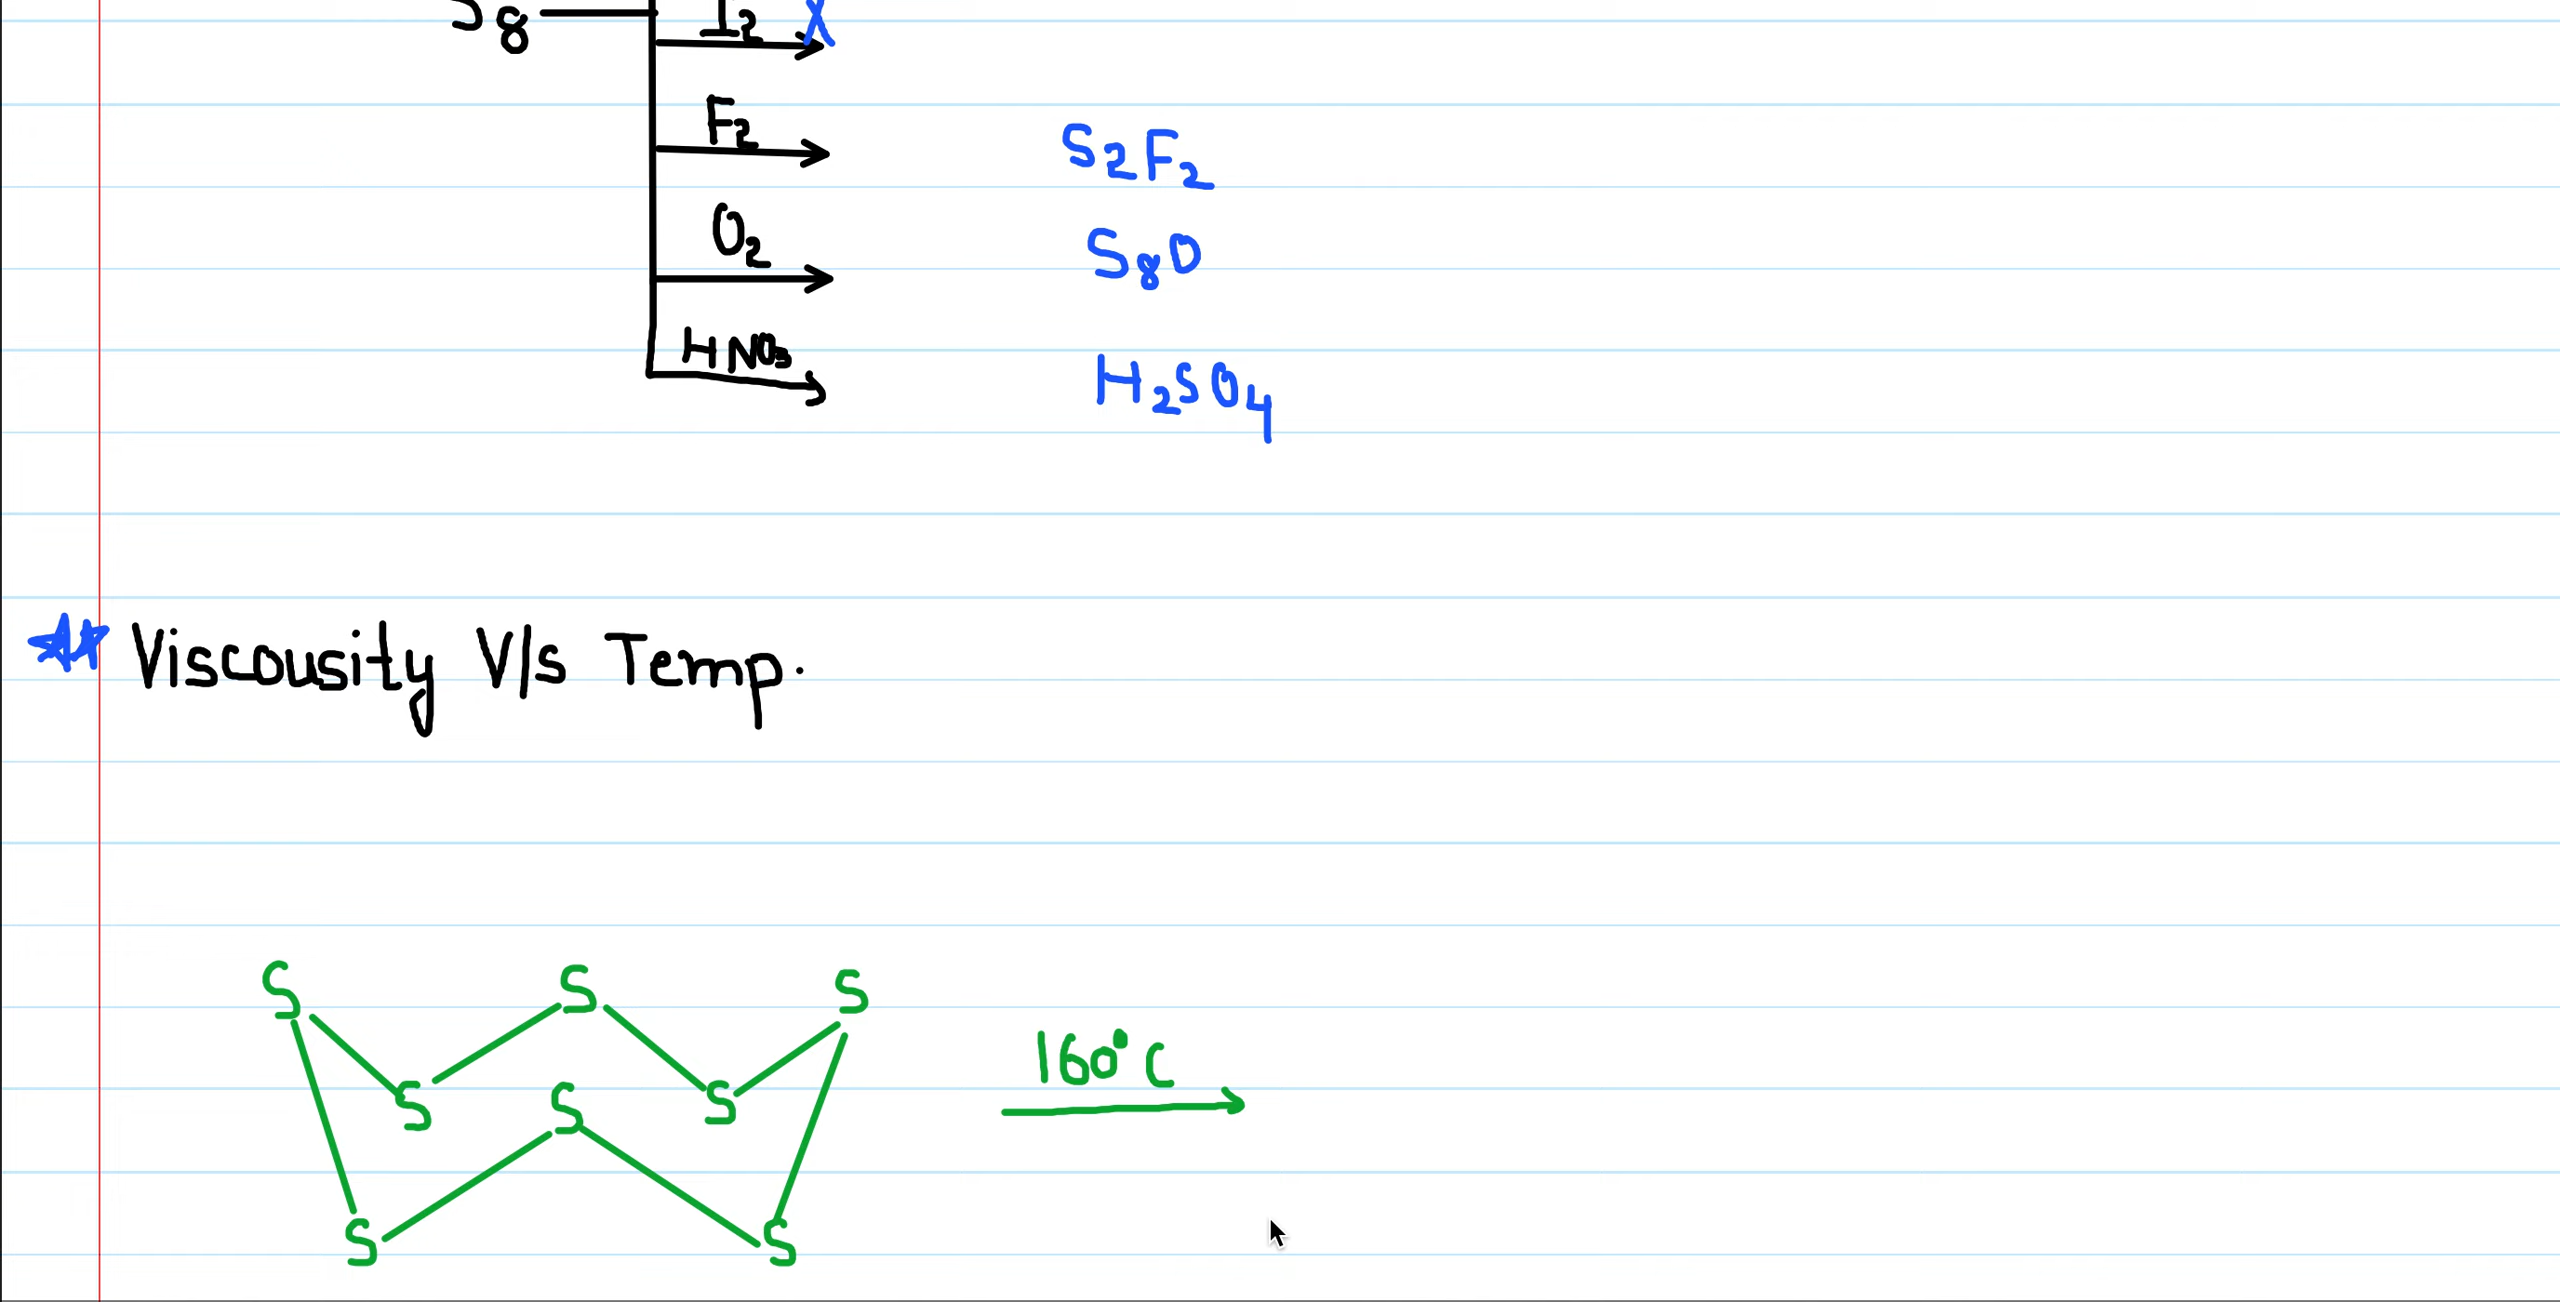 S8 I2 X
F2 S2F2
O2 S8O
HNO3 H2SO4
Viscousity V/s Temp.
S S S
S S S
160°C
S S